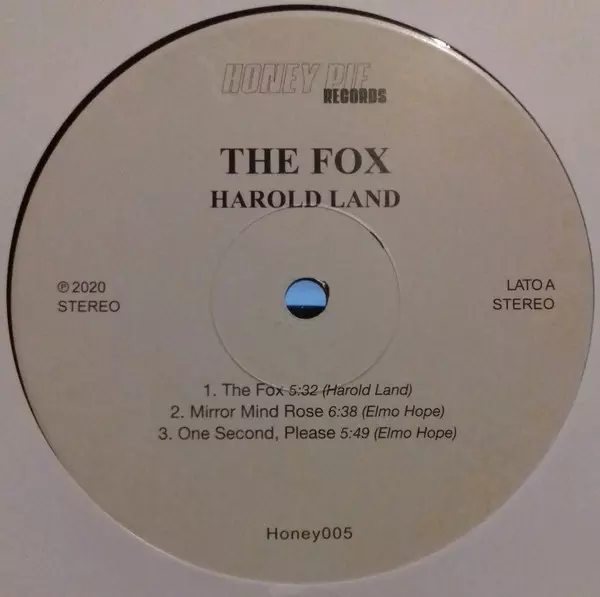 HONEY PIE
RECORDS
THE FOX
HAROLD LAND
℗ 2020
STEREO
LATO A
STEREO
1. The Fox 5:32 (Harold Land)
2. Mirror Mind Rose 6:38 (Elmo Hope)
3. One Second, Please 5:49 (Elmo Hope)
Honey005